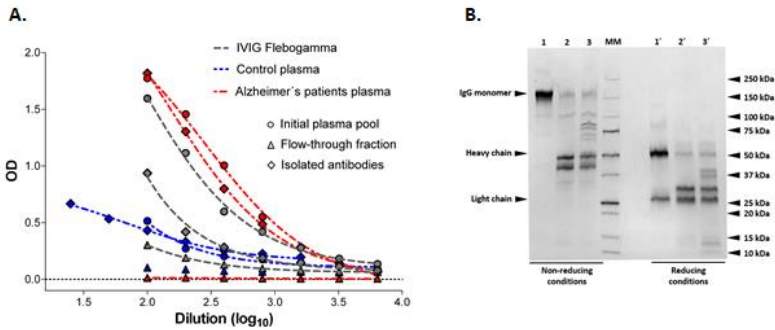 A.
2.0
1.5
1.0
0.5
0.0
OD
1.5 2.0 2.5 3.0 3.5 4.0
Dilution (log10)
IVIG Flebogamma
Control plasma
Alzheimer´s patients plasma
Initial plasma pool
Flow-through fraction
Isolated antibodies
B.
1 2 3 MM 1´ 2´ 3´
IgG monomer
Heavy chain
Light chain
250 kDa
150 kDa
100 kDa
75 kDa
50 kDa
37 kDa
25 kDa
20 kDa
15 kDa
10 kDa
Non-reducing
conditions
Reducing
conditions